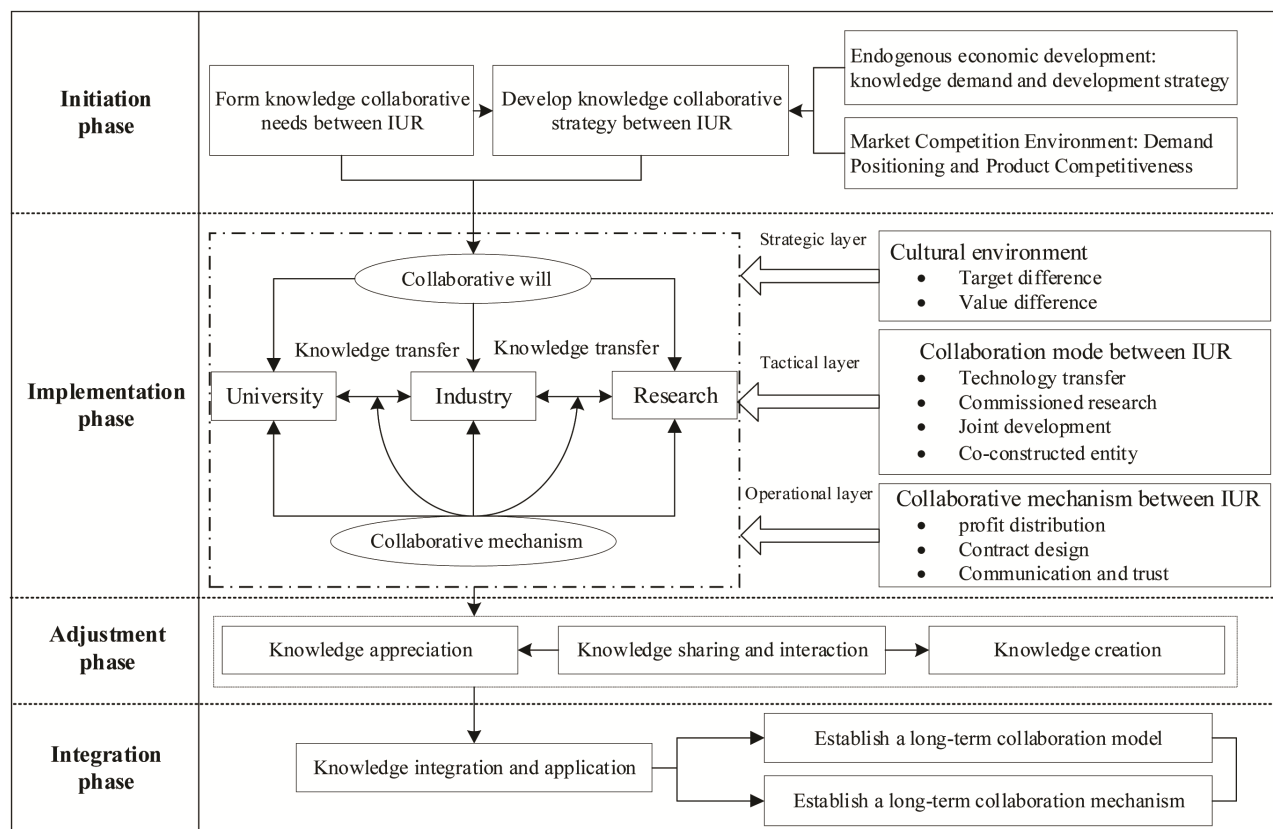 Initiation
phase
Form knowledge collaborative
needs between IUR
Develop knowledge collaborative
strategy between IUR
Endogenous economic development:
knowledge demand and development strategy
Market Competition Environment: Demand
Positioning and Product Competitiveness
Implementation
phase
Collaborative will
Knowledge transfer
Knowledge transfer
University
Industry
Research
Collaborative mechanism
Strategic layer
Cultural environment
• Target difference
• Value difference
Tactical layer
Collaboration mode between IUR
• Technology transfer
• Commissioned research
• Joint development
• Co-constructed entity
Operational layer
Collaborative mechanism between IUR
• profit distribution
• Contract design
• Communication and trust
Adjustment
phase
Knowledge appreciation
Knowledge sharing and interaction
Knowledge creation
Integration
phase
Knowledge integration and application
Establish a long-term collaboration model
Establish a long-term collaboration mechanism